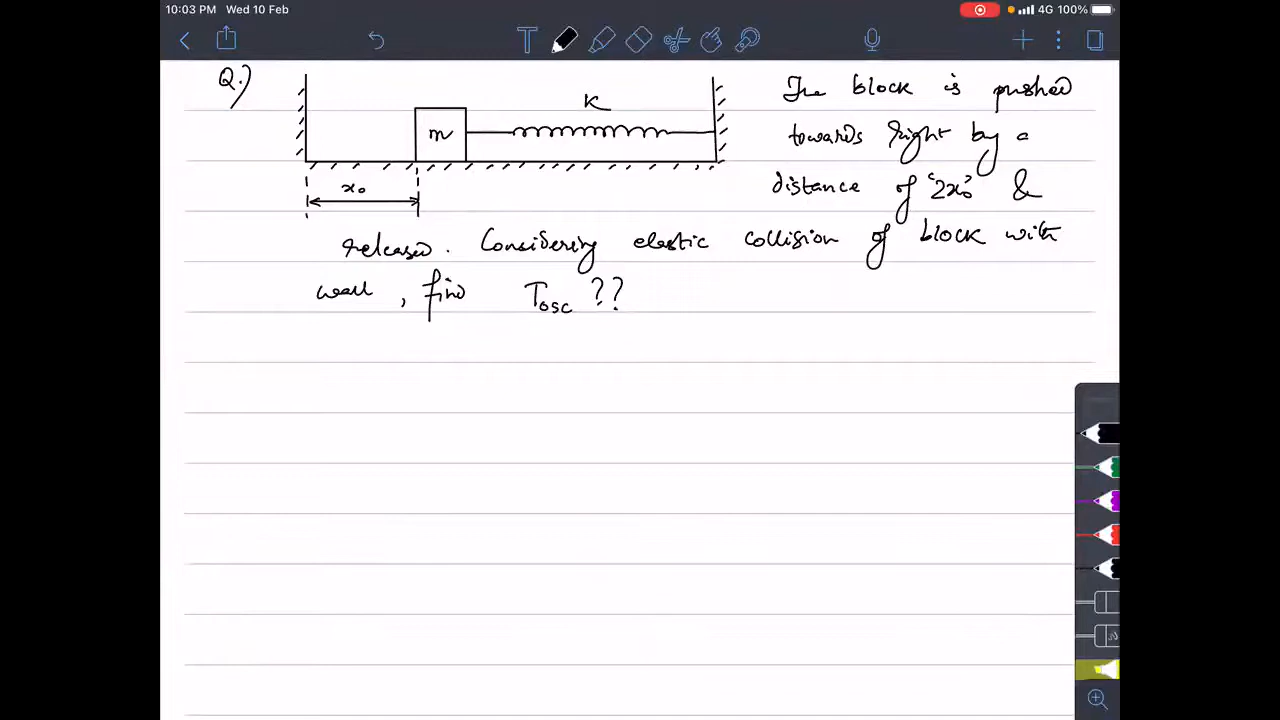 10:03 PM Wed 10 Feb
4G 100%
Q.)
K
m
x₀
The block is pushed
towards right by a
distance of '2x₀' &
released. Considering elastic collision of block with
wall, find Tosc ??